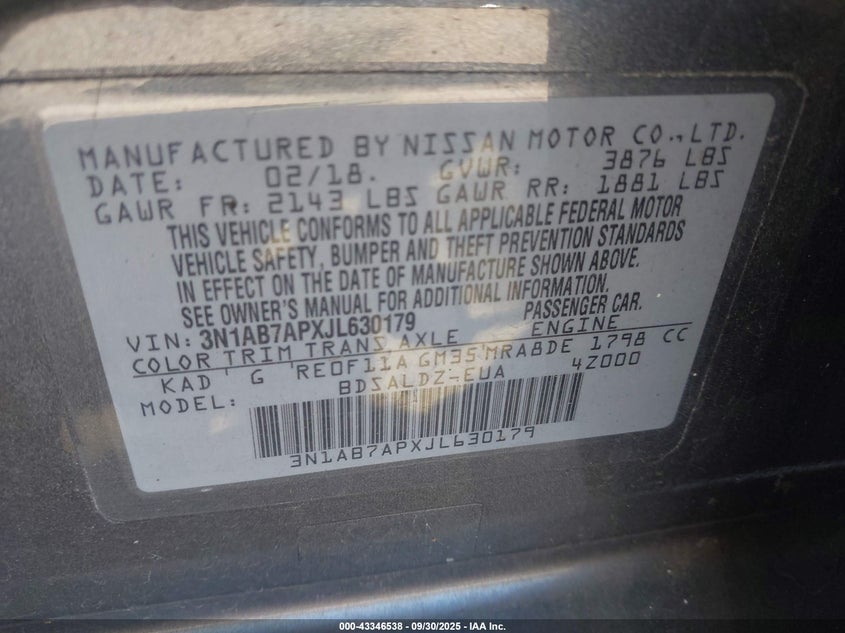 MANUFACTURED BY NISSAN MOTOR CO.,LTD.
DATE: 02/18. GVWR: 3876 LBS
GAWR FR: 2143 LBS GAWR RR: 1881 LBS
THIS VEHICLE CONFORMS TO ALL APPLICABLE FEDERAL MOTOR
VEHICLE SAFETY, BUMPER AND THEFT PREVENTION STANDARDS
IN EFFECT ON THE DATE OF MANUFACTURE SHOWN ABOVE.
SEE OWNER'S MANUAL FOR ADDITIONAL INFORMATION.
VIN: 3N1AB7APXJL630179 PASSENGER CAR.
COLOR TRIM TRANS AXLE ENGINE
KAD G RE0F11A GM35 MRA8DE 1798 CC
MODEL: BDSALDZ-EUA 4Z000
3N1AB7APXJL630179
000-43346538 - 09/30/2025 - IAA Inc.